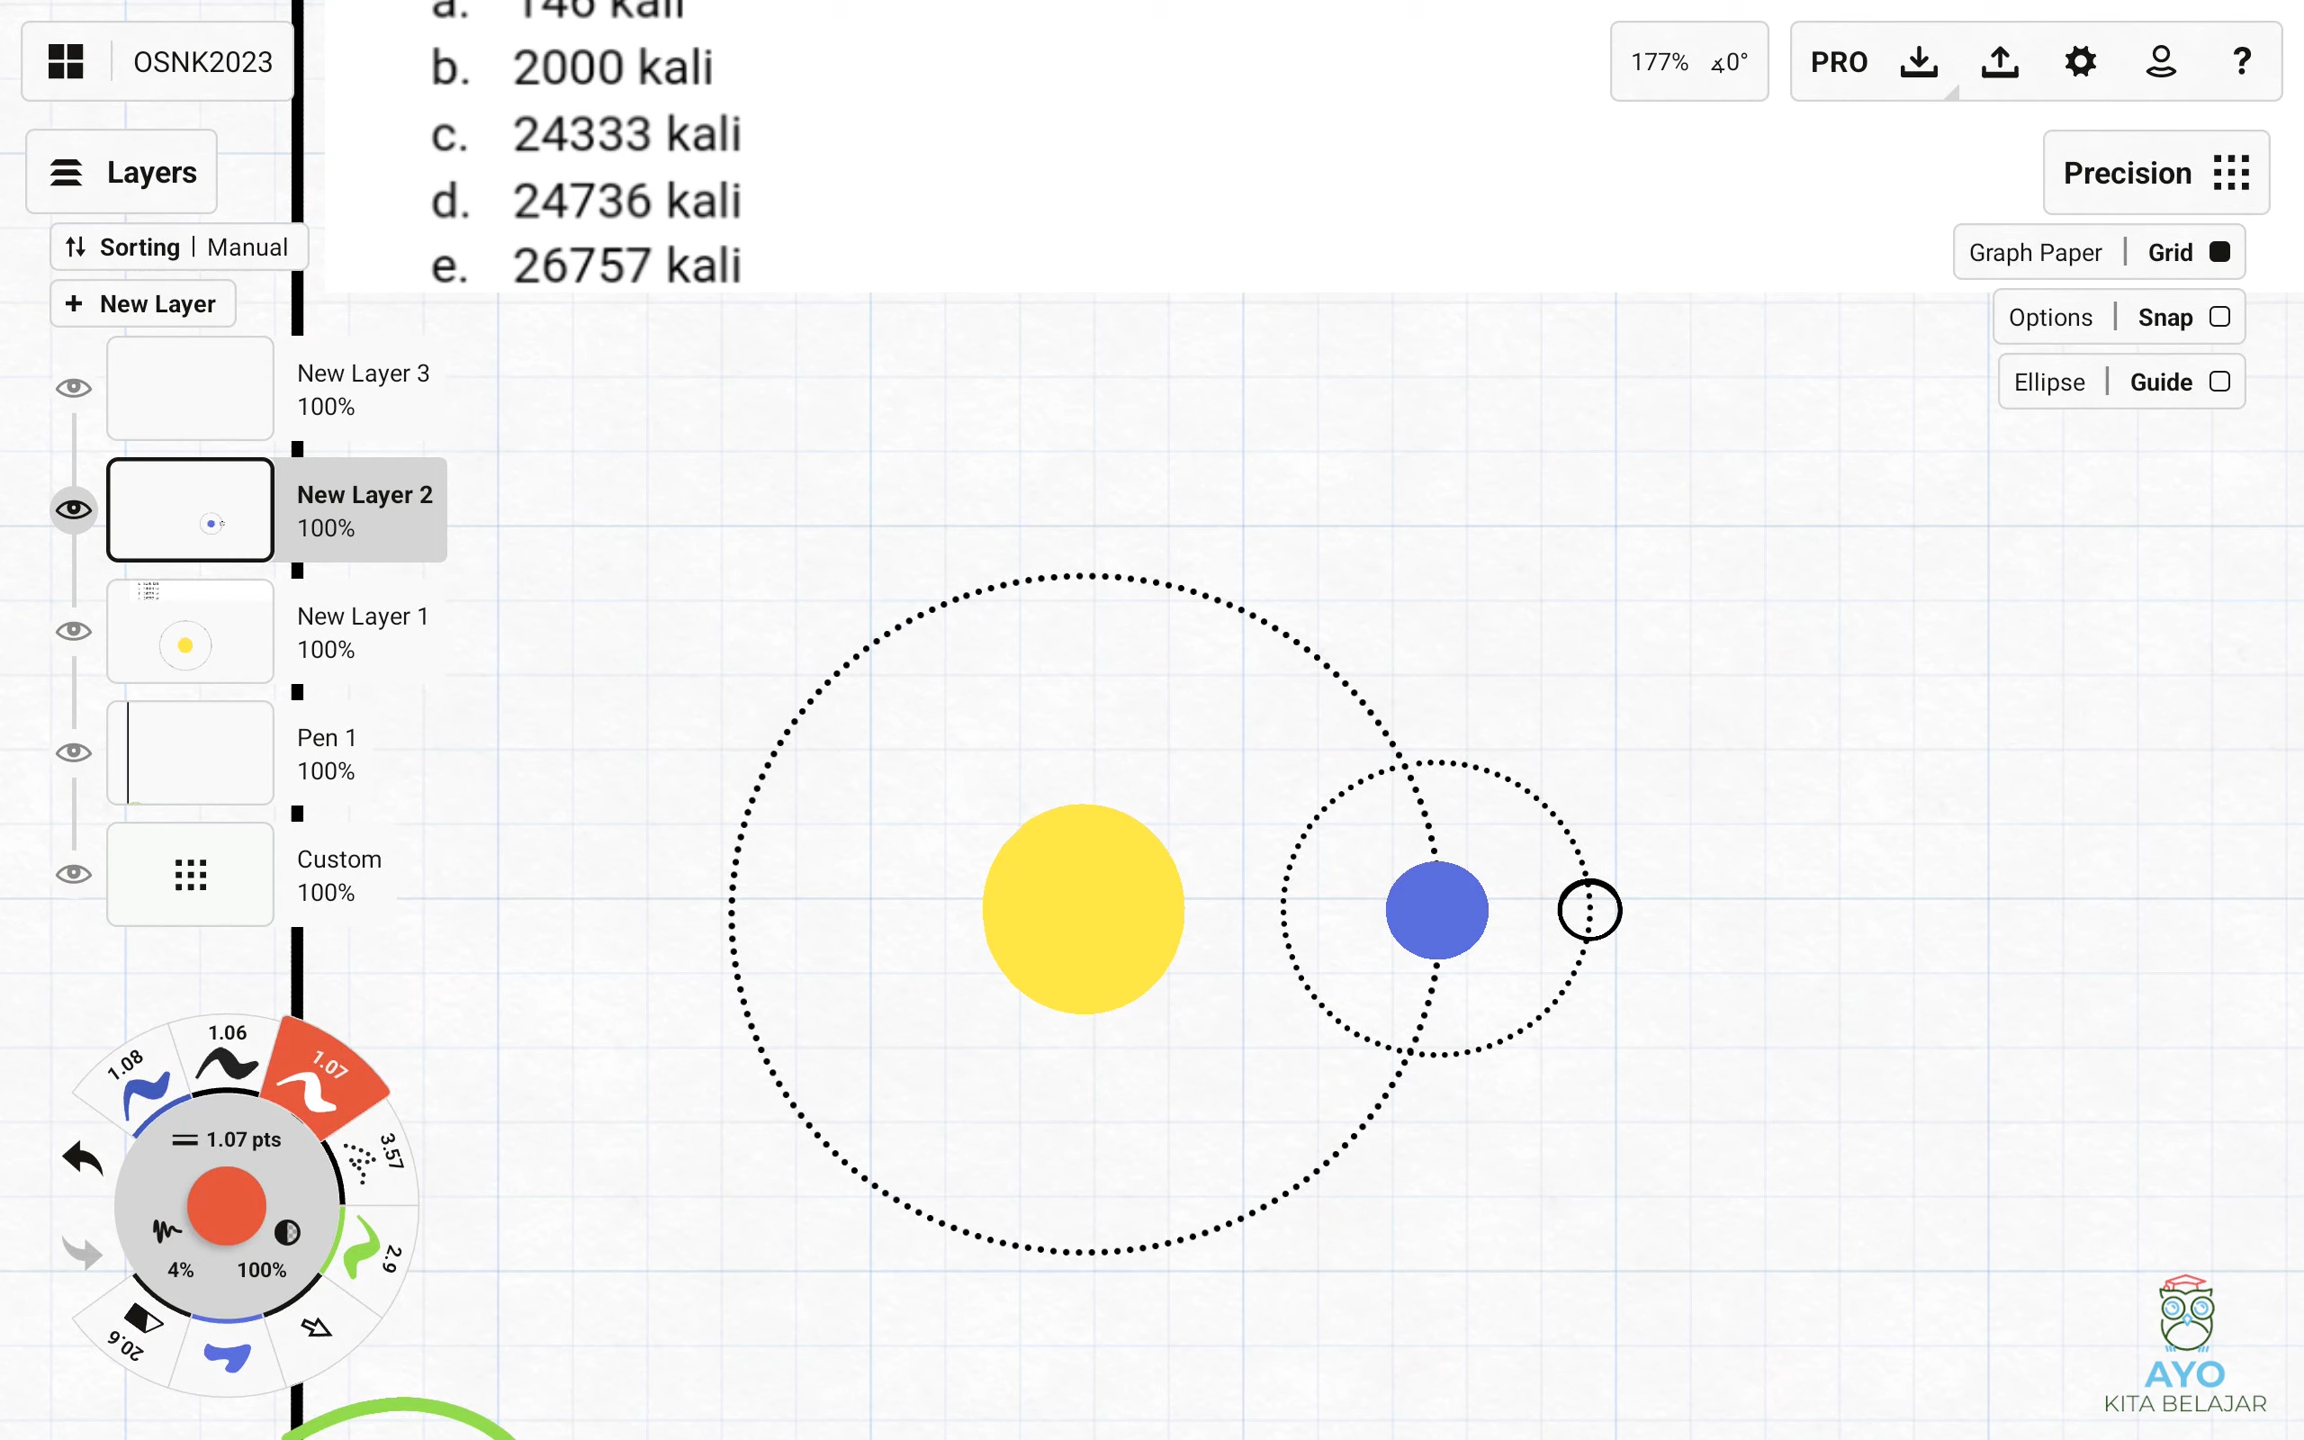 a. 146 kali
b. 2000 kali
c. 24333 kali
d. 24736 kali
e. 26757 kali
OSNK2023
177% ∡0°
PRO
?
Layers
Precision
Sorting | Manual
Graph Paper | Grid
+ New Layer
Options | Snap
Ellipse | Guide
New Layer 3
100%
New Layer 2
100%
New Layer 1
100%
Pen 1
100%
Custom
100%
1.08
1.06
1.07
3.57
2.9
20.6
1.07 pts
4%
100%
AYO
KITA BELAJAR